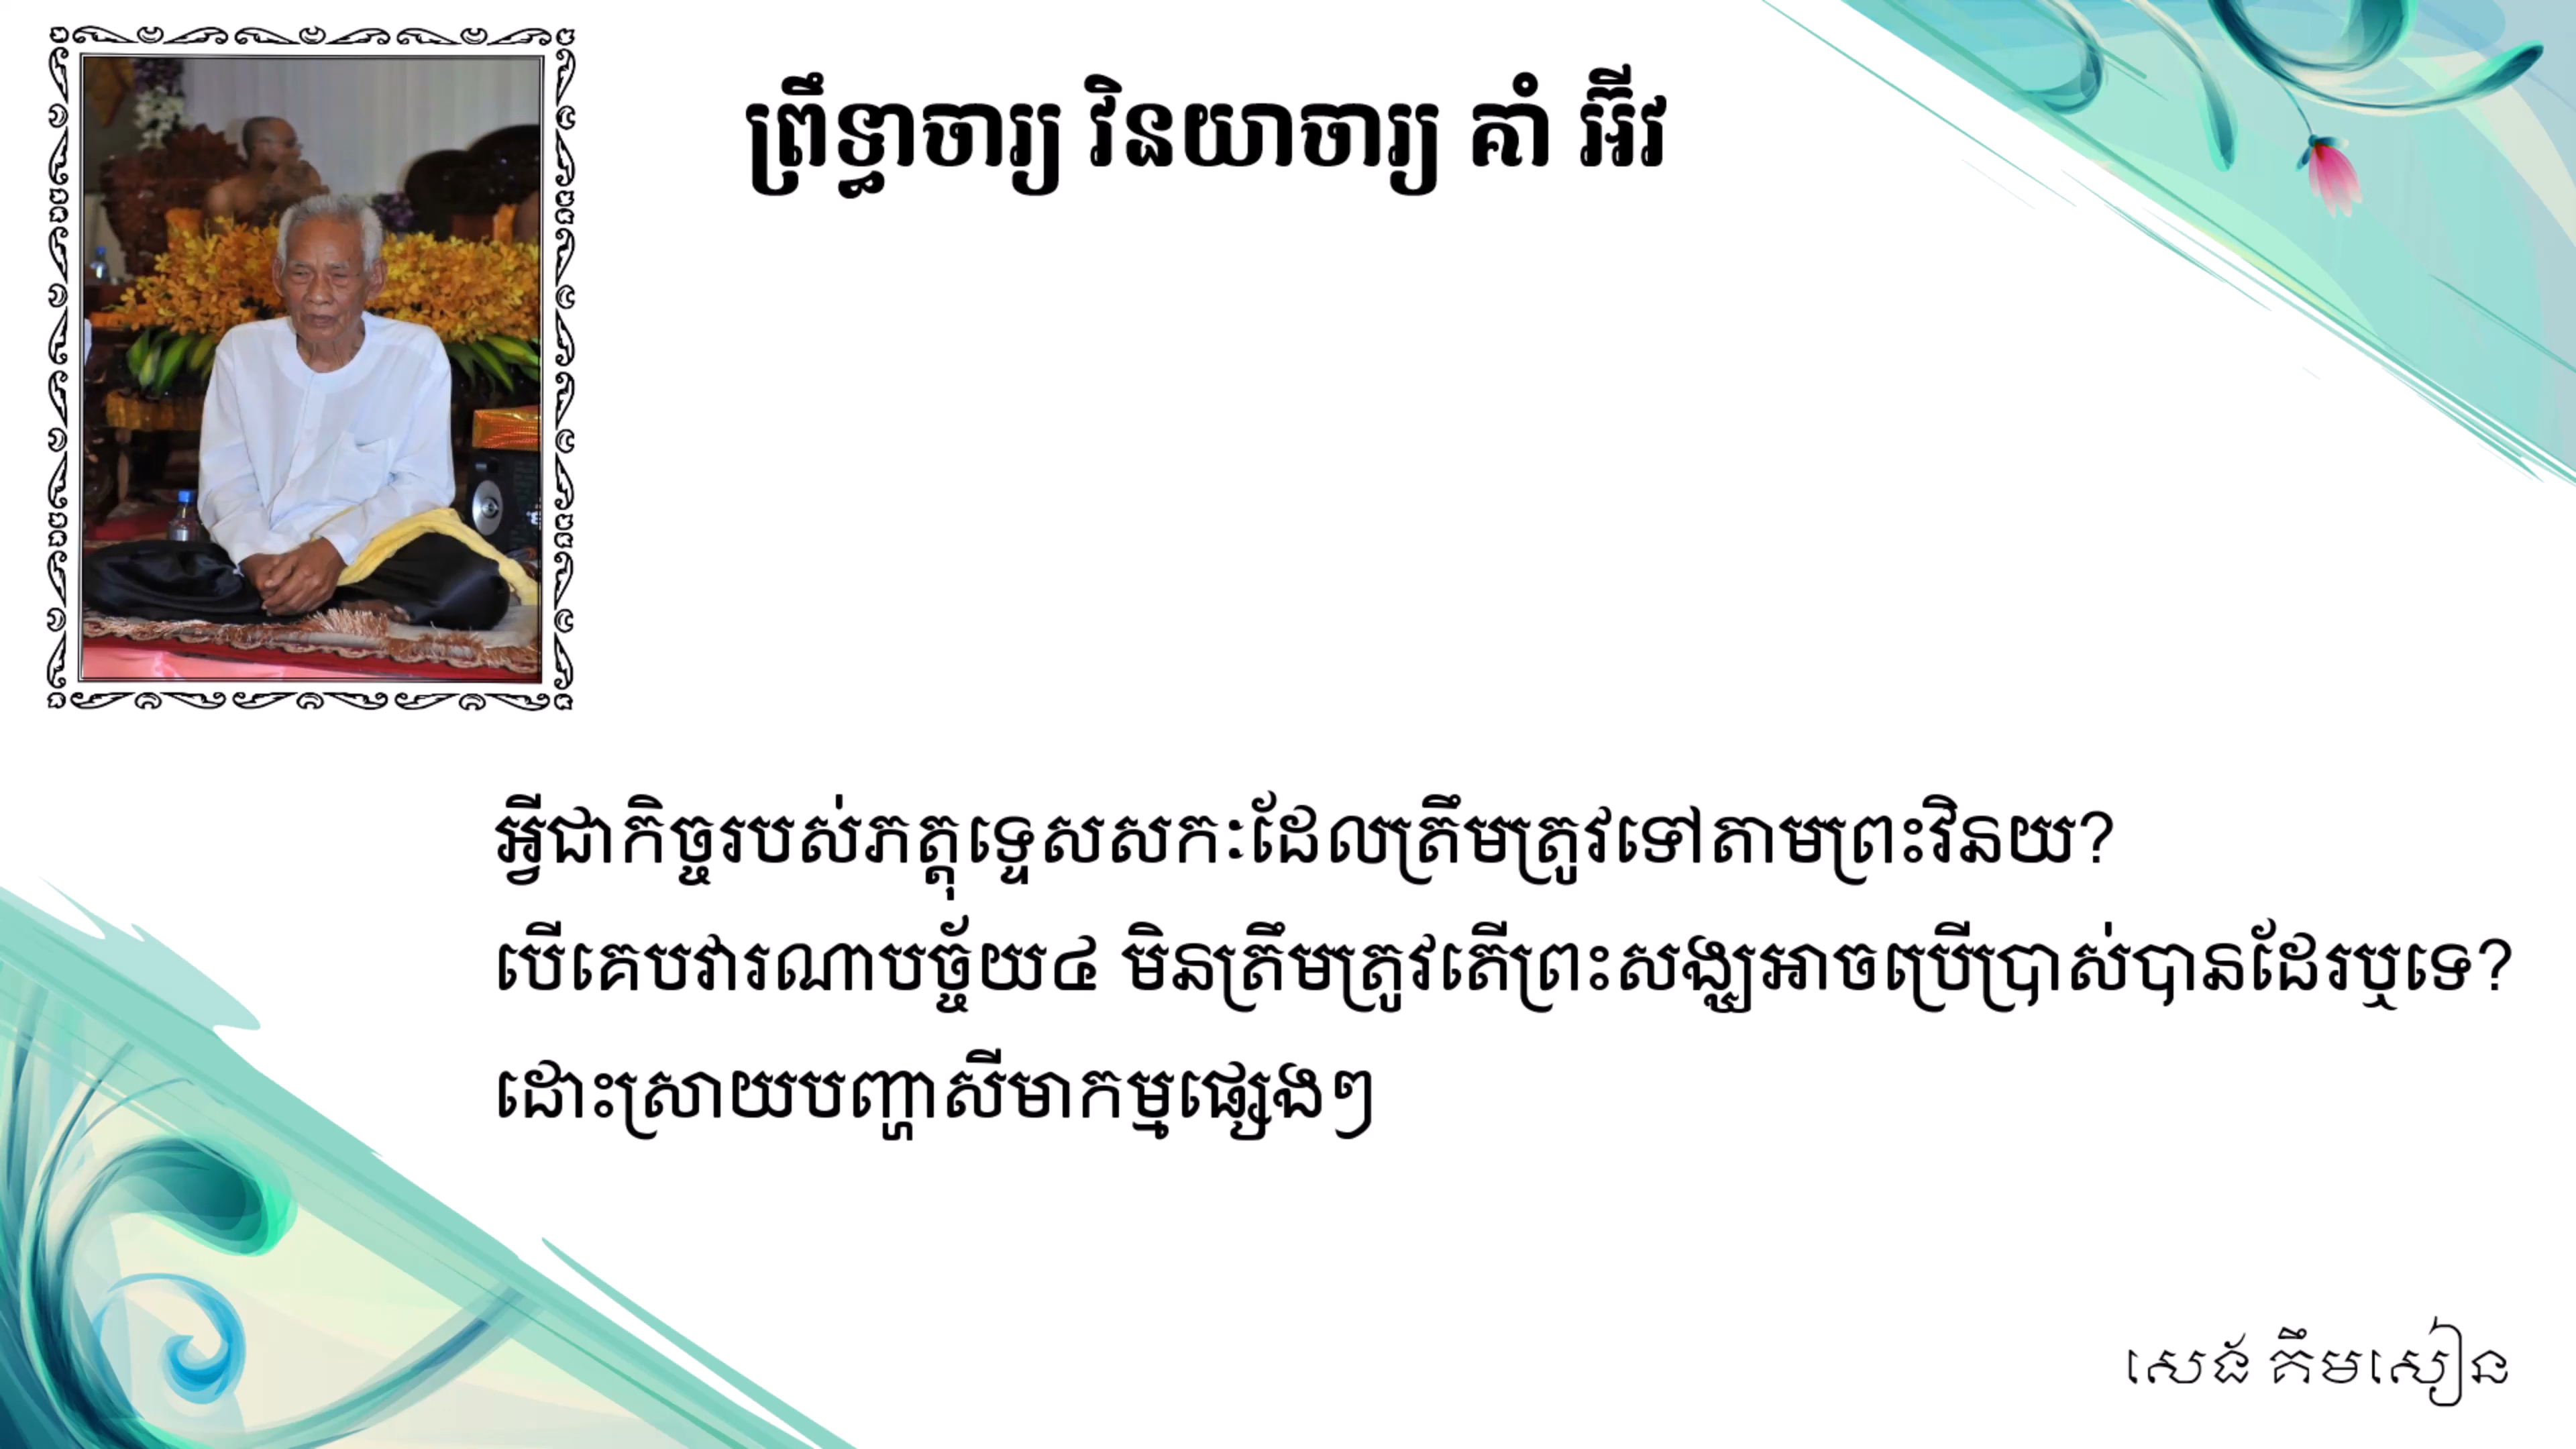 ព្រឹទ្ធាចារ្យ វិនយាចារ្យ គាំ អ៊ីវ
អ្វីជាកិច្ចរបស់ភត្តុទ្ទេសសកៈដែលត្រឹមត្រូវទៅតាមព្រះវិន័យ?
បើគេបវារណាបច្ច័យ៤ មិនត្រឹមត្រូវតើព្រះសង្ឃអាចប្រើប្រាស់បានដែរឬទេ?
ដោះស្រាយបញ្ហាសីមាកម្មផ្សេងៗ
សេង គឹមសៀន